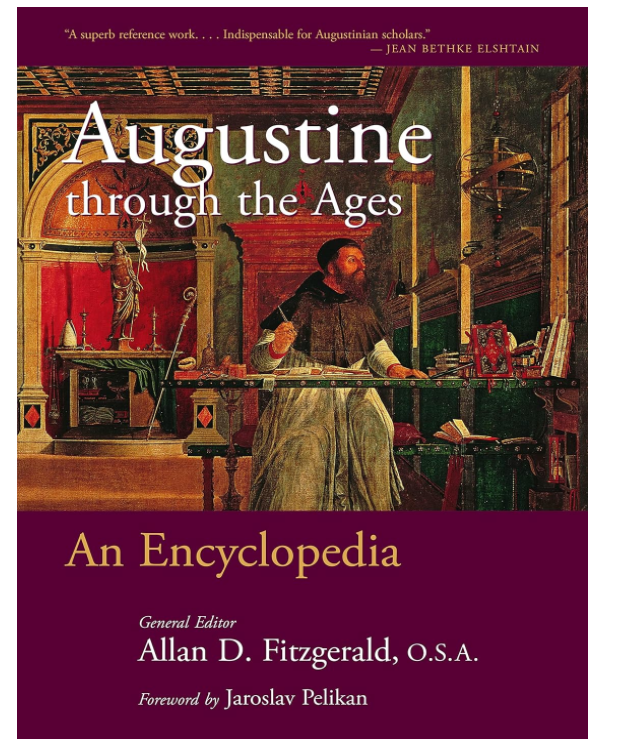 “A superb reference work. . . . Indispensable for Augustinian scholars.”
— JEAN BETHKE ELSHTAIN
Augustine
through the Ages
An Encyclopedia
General Editor
Allan D. Fitzgerald, O.S.A.
Foreword by Jaroslav Pelikan